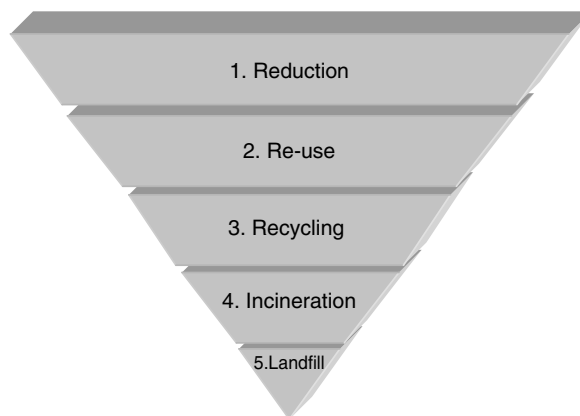 1. Reduction
2. Re-use
3. Recycling
4. Incineration
5.Landfill